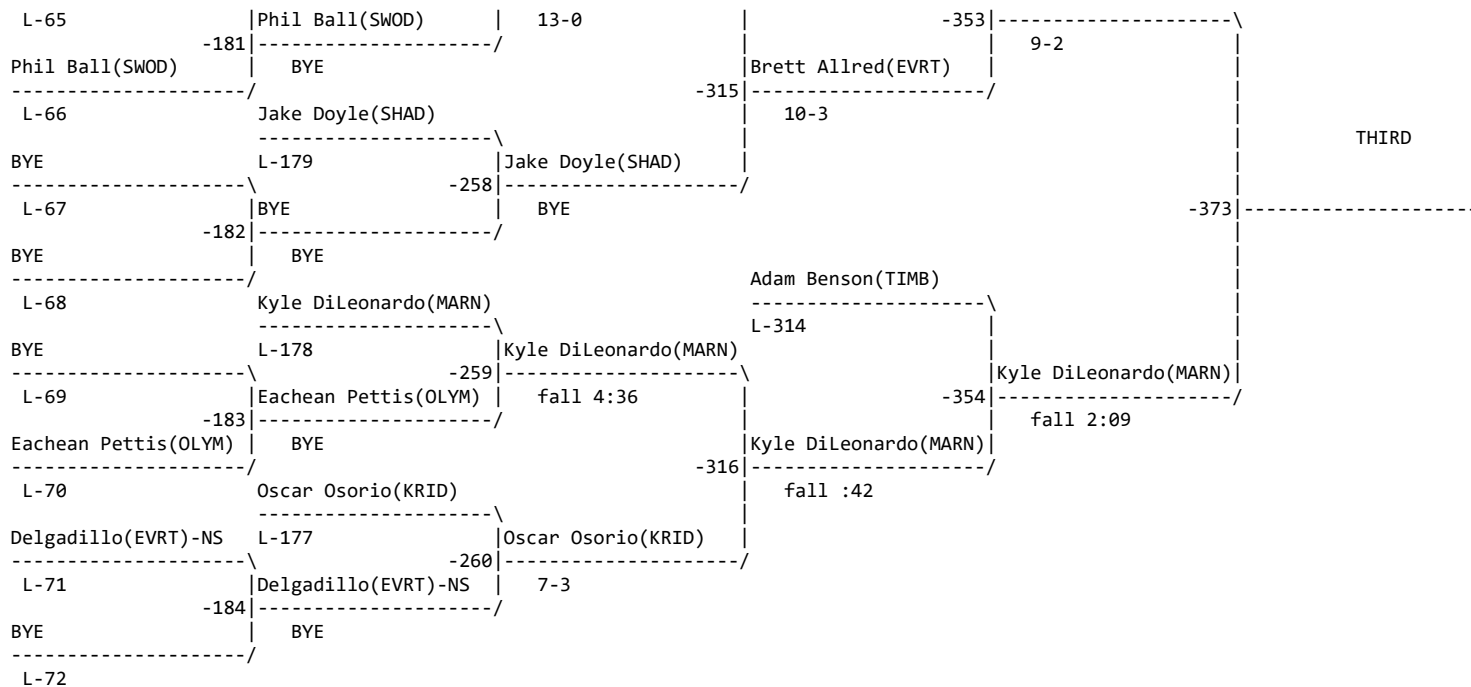 L-65 |Phil Ball(SWOD) | 13-0 | -353|--------------------\
-181|--------------------/ | | 9-2 |
Phil Ball(SWOD) | BYE |Brett Allred(EVRT) | |
--------------------/ -315|--------------------/ |
L-66 Jake Doyle(SHAD) | 10-3 |
--------------------\ | | THIRD
BYE L-179 |Jake Doyle(SHAD) | |
--------------------\ -258|--------------------/ |
L-67 |BYE | BYE -373|--------------------
-182|--------------------/ |
BYE | BYE |
--------------------/ Adam Benson(TIMB) |
L-68 Kyle DiLeonardo(MARN) --------------------\ |
--------------------\ L-314 | |
BYE L-178 |Kyle DiLeonardo(MARN) | |
--------------------\ -259|--------------------\ |Kyle DiLeonardo(MARN)|
L-69 |Eachean Pettis(OLYM) | fall 4:36 | -354|--------------------/
-183|--------------------/ | | fall 2:09
Eachean Pettis(OLYM) | BYE |Kyle DiLeonardo(MARN)|
--------------------/ -316|--------------------/
L-70 Oscar Osorio(KRID) | fall :42
--------------------\ |
Delgadillo(EVRT)-NS L-177 |Oscar Osorio(KRID) |
--------------------\ -260|--------------------/
L-71 |Delgadillo(EVRT)-NS | 7-3
-184|--------------------/
BYE | BYE
--------------------/
L-72